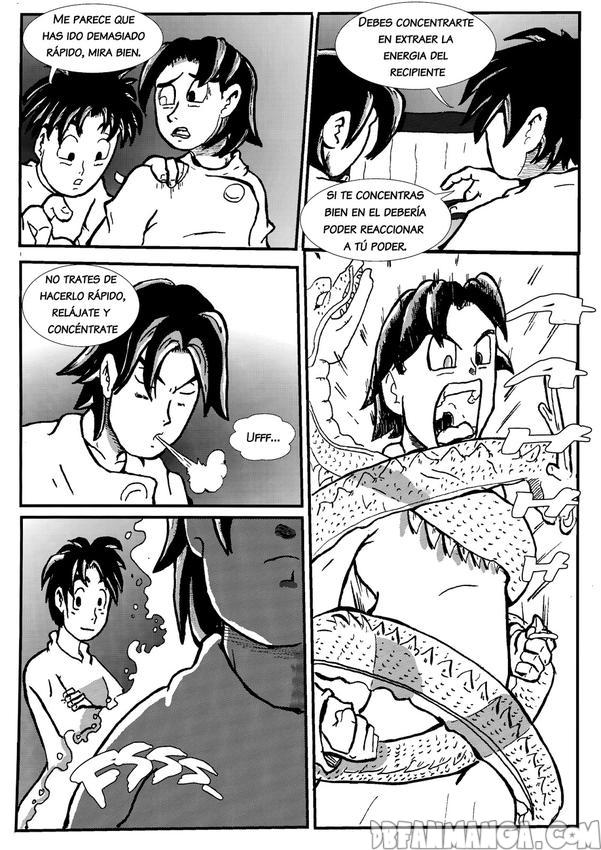 ME PARECE QUE
HAS IDO DEMASIADO
RÁPIDO, MIRA BIEN.
DEBES CONCENTRARTE
EN EXTRAER LA
ENERGIA DEL
RECIPIENTE
SI TE CONCENTRAS
BIEN EN EL DEBERÍA
PODER REACCIONAR
A TÚ PODER.
NO TRATES DE
HACERLO RÁPIDO,
RELÁJATE Y
CONCÉNTRATE
UFFF...
FSSSS
DBFANMANGA.COM